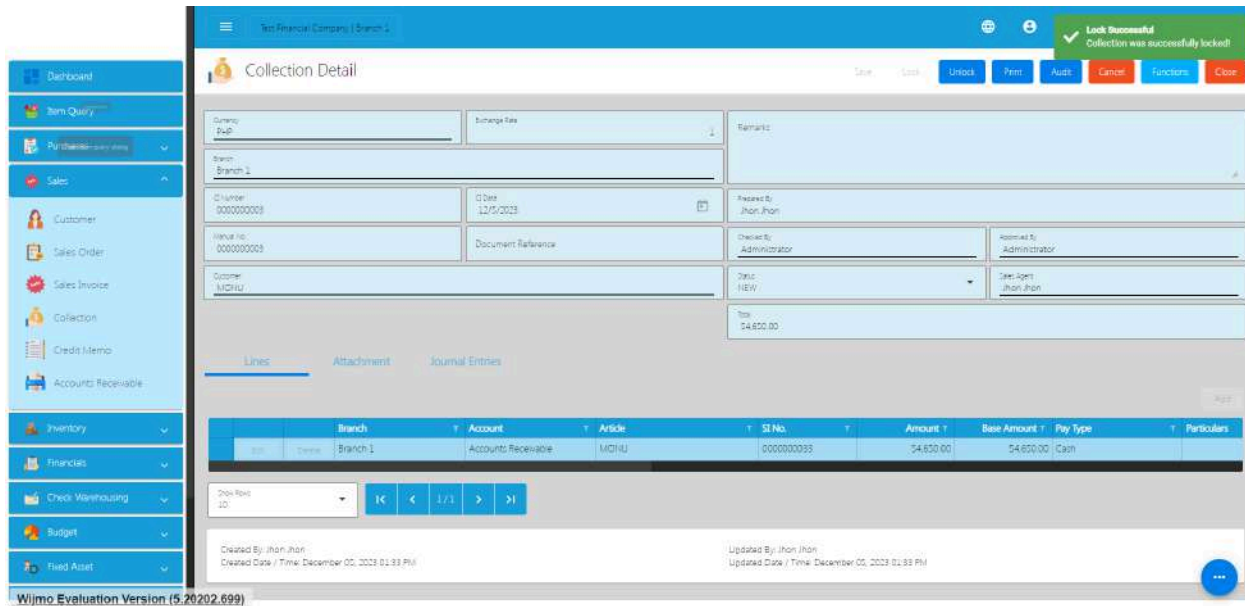 Test Financial Company | Branch 1
Lock Successful
Collection was successfully locked!
Dashboard
Item Query
Sales
Customer
Sales Order
Sales Invoice
Collection
Credit Memo
Accounts Receivable
Inventory
Financials
Check Warehousing
Budget
Fixed Asset
Collection Detail
Save Lock Unlock Print Audit Cancel Functions Close
Currency
PHP
Exchange Rate
1
Remarks
Branch
Branch 1
CI Number
0000000003
CI Date
12/5/2023
Prepared By
Jhon Jhon
Manual No.
0000000003
Document Reference
Checked By
Administrator
Approved By
Administrator
Customer
MONU
Status
NEW
Sales Agent
Jhon Jhon
Total
54,650.00
Lines Attachment Journal Entries
Add
Branch Account Article SI No. Amount Base Amount Pay Type Particulars
Edit Delete Branch 1 Accounts Receivable MONU 0000000033 54,650.00 54,650.00 Cash
Show Rows
10
1/1
Created By: Jhon Jhon
Created Date / Time: December 05, 2023 01:33 PM
Updated By: Jhon Jhon
Updated Date / Time: December 05, 2023 01:33 PM
Wijmo Evaluation Version (5.20202.699)